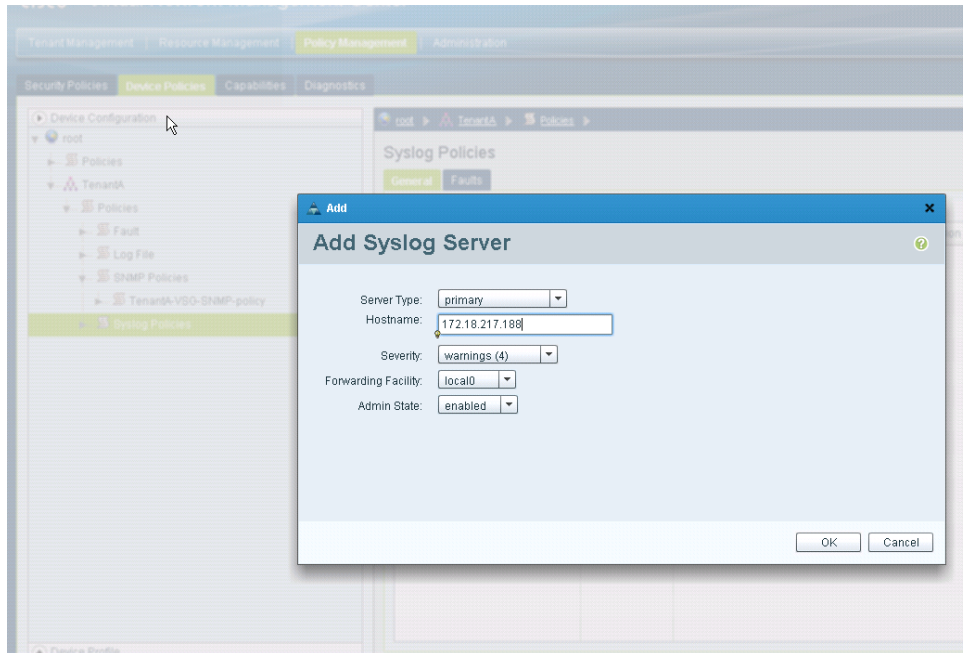 Tenant Management | Resource Management | Policy Management | Administration
Security Policies Device Policies Capabilities Diagnostics
Device Configuration
root
Policies
TenantA
Policies
Fault
Log File
SNMP Policies
TenantA-VSG-SNMP-policy
Syslog Policies
root TenantA Policies
Syslog Policies
General Faults
Add
Add Syslog Server
Server Type: primary
Hostname: 172.18.217.188
Severity: warnings (4)
Forwarding Facility: local0
Admin State: enabled
OK Cancel
Device Profile